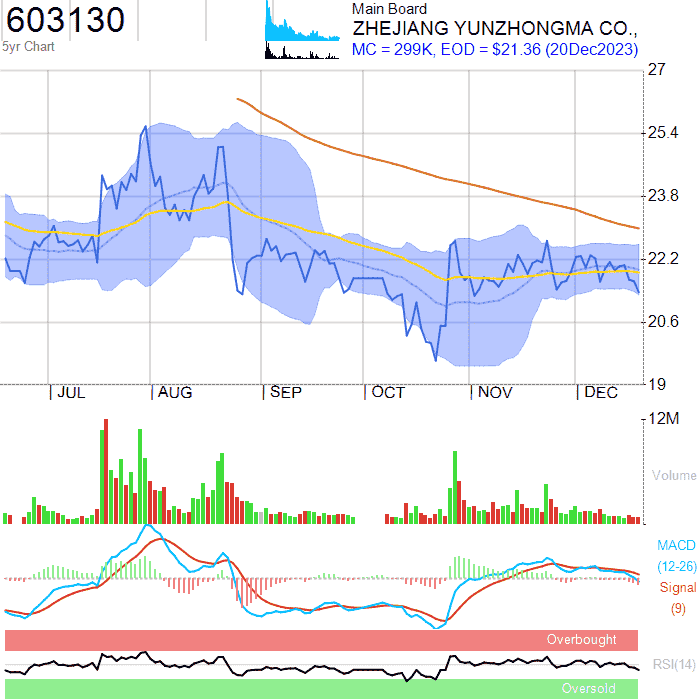 603130
5yr Chart
Main Board
ZHEJIANG YUNZHONGMA CO.,
MC = 299K, EOD = $21.36 (20Dec2023)
27
25.4
23.8
22.2
20.6
19
JUL AUG SEP OCT NOV DEC
12M
Volume
MACD
(12-26)
Signal
(9)
Overbought
RSI(14)
Oversold